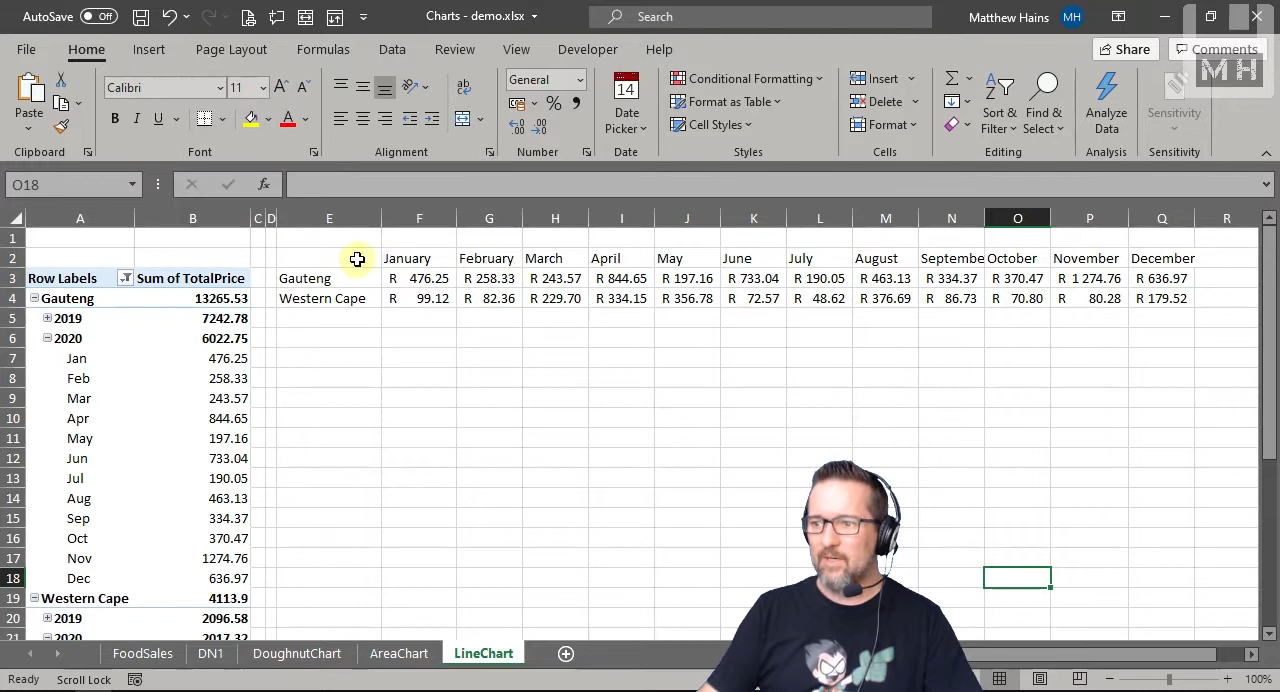 AutoSave Off Charts - demo.xlsx Search Matthew Hains MH
File Home Insert Page Layout Formulas Data Review View Developer Help Share Comments
MH
Paste Calibri 11 General Conditional Formatting Insert
Format as Table Delete
Cell Styles Format
14 Date Picker Sort & Filter Find & Select Analyze Data Sensitivity
Clipboard Font Alignment Number Date Styles Cells Editing Analysis Sensitivity
O18 fx
A B C D E F G H I J K L M N O P Q R
1
2 January February March April May June July August Septembe October November December
3 Row Labels Sum of TotalPrice Gauteng R 476.25 R 258.33 R 243.57 R 844.65 R 197.16 R 733.04 R 190.05 R 463.13 R 334.37 R 370.47 R 1 274.76 R 636.97
4 Gauteng 13265.53 Western Cape R 99.12 R 82.36 R 229.70 R 334.15 R 356.78 R 72.57 R 48.62 R 376.69 R 86.73 R 70.80 R 80.28 R 179.52
5 2019 7242.78
6 2020 6022.75
7 Jan 476.25
8 Feb 258.33
9 Mar 243.57
10 Apr 844.65
11 May 197.16
12 Jun 733.04
13 Jul 190.05
14 Aug 463.13
15 Sep 334.37
16 Oct 370.47
17 Nov 1274.76
18 Dec 636.97
19 Western Cape 4113.9
20 2019 2096.58
21 2020 2017.32
FoodSales DN1 DoughnutChart AreaChart LineChart
Ready Scroll Lock 100%